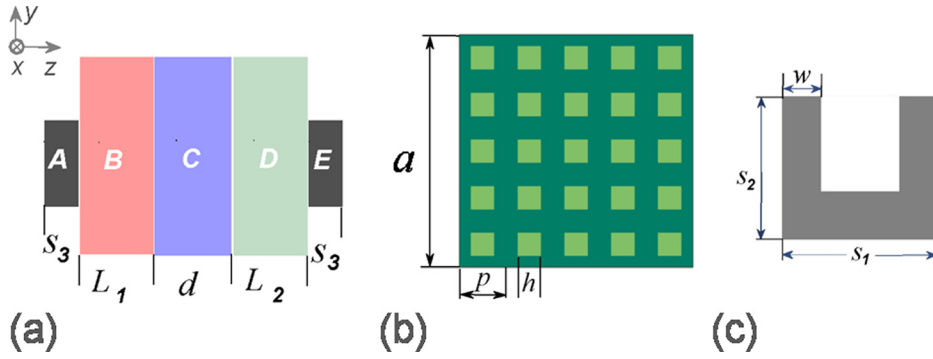 y
x z
A B C D E
S3 L1 d L2 S3
(a)
a
p h
(b)
w
s2
s1
(c)